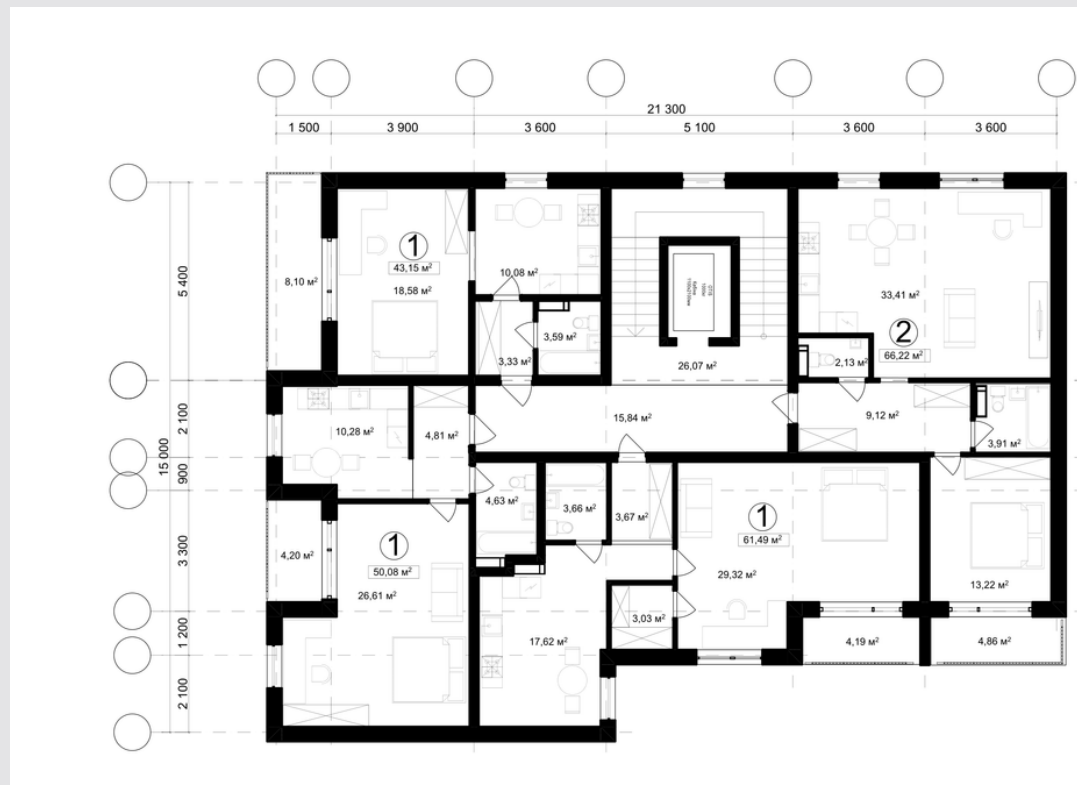 21 300
1 500
3 900
3 600
5 100
3 600
3 600
15 000
5 400
2 100
900
3 300
1 200
2 100
8,10 м²
1
43,15 м²
18,58 м²
10,08 м²
3,33 м²
3,59 м²
26,07 м²
33,41 м²
2
66,22 м²
2,13 м²
9,12 м²
3,91 м²
15,84 м²
10,28 м²
4,81 м²
4,63 м²
3,66 м²
3,67 м²
1
61,49 м²
29,32 м²
13,22 м²
4,20 м²
1
50,08 м²
26,61 м²
17,62 м²
3,03 м²
4,19 м²
4,86 м²